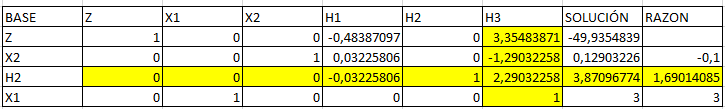 BASE Z X1 X2 H1 H2 H3 SOLUCIÓN RAZON
Z 1 0 0 -0,48387097 0 3,35483871 -49,9354839
X2 0 0 1 0,03225806 0 -1,29032258 0,12903226 -0,1
H2 0 0 0 -0,03225806 1 2,29032258 3,87096774 1,69014085
X1 0 1 0 0 0 1 3 3